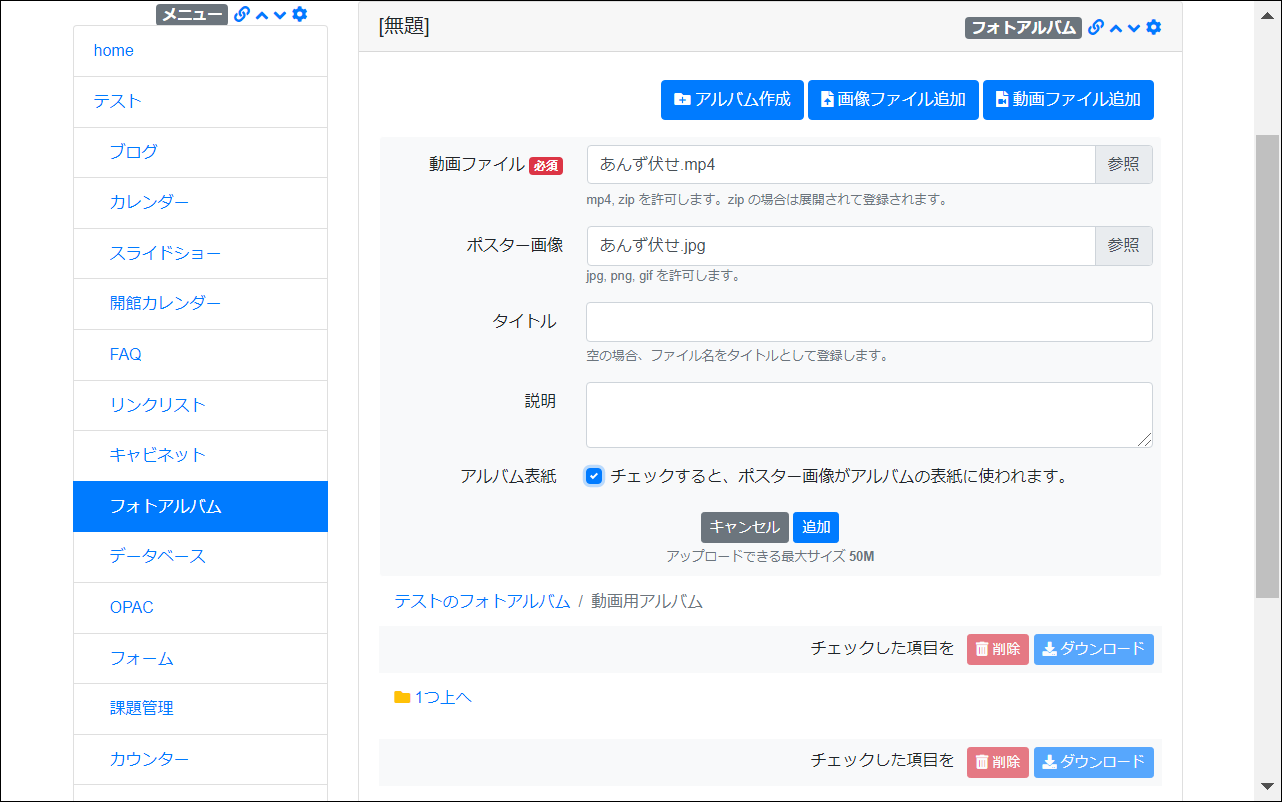 メニュー
home
テスト
ブログ
カレンダー
スライドショー
開館カレンダー
FAQ
リンクリスト
キャビネット
フォトアルバム
データベース
OPAC
フォーム
課題管理
カウンター
[無題]
フォトアルバム
アルバム作成 画像ファイル追加 動画ファイル追加
動画ファイル 必須 あんず伏せ.mp4 参照
mp4, zip を許可します。zip の場合は展開されて登録されます。
ポスター画像 あんず伏せ.jpg 参照
jpg, png, gif を許可します。
タイトル
空の場合、ファイル名をタイトルとして登録します。
説明
アルバム表紙 チェックすると、ポスター画像がアルバムの表紙に使われます。
キャンセル 追加
アップロードできる最大サイズ 50M
テストのフォトアルバム / 動画用アルバム
チェックした項目を 削除 ダウンロード
1つ上へ
チェックした項目を 削除 ダウンロード